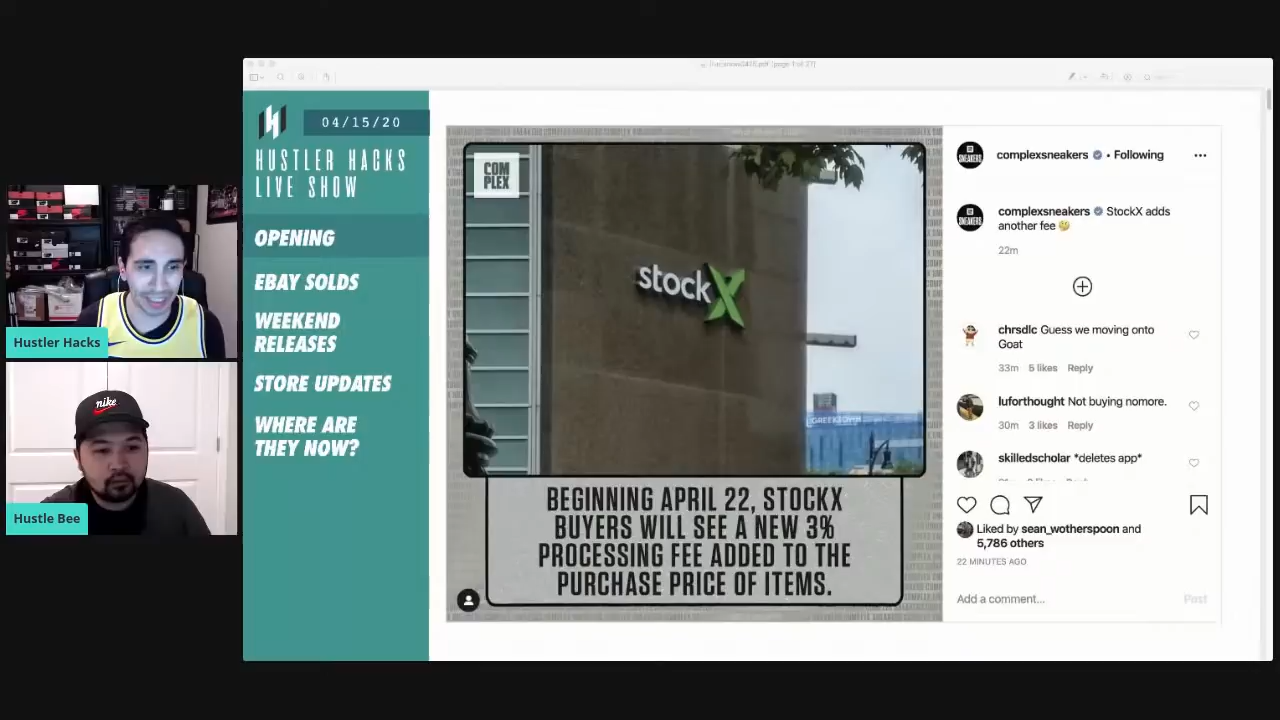 04/15/20
HUSTLER HACKS
LIVE SHOW
OPENING
EBAY SOLDS
WEEKEND
RELEASES
STORE UPDATES
WHERE ARE
THEY NOW?
Hustler Hacks
nike
Hustle Bee
COM
PLEX
stockX
GREEKTOWN
BEGINNING APRIL 22, STOCKX
BUYERS WILL SEE A NEW 3%
PROCESSING FEE ADDED TO THE
PURCHASE PRICE OF ITEMS.
SNEAKERS
complexsneakers • Following
SNEAKERS
complexsneakers StockX adds
another fee 🤔
22m
chrsdlc Guess we moving onto
Goat
33m 5 likes Reply
luforthought Not buying nomore.
30m 3 likes Reply
skilledscholar *deletes app*
Liked by sean_wotherspoon and
5,786 others
22 MINUTES AGO
Add a comment... Post